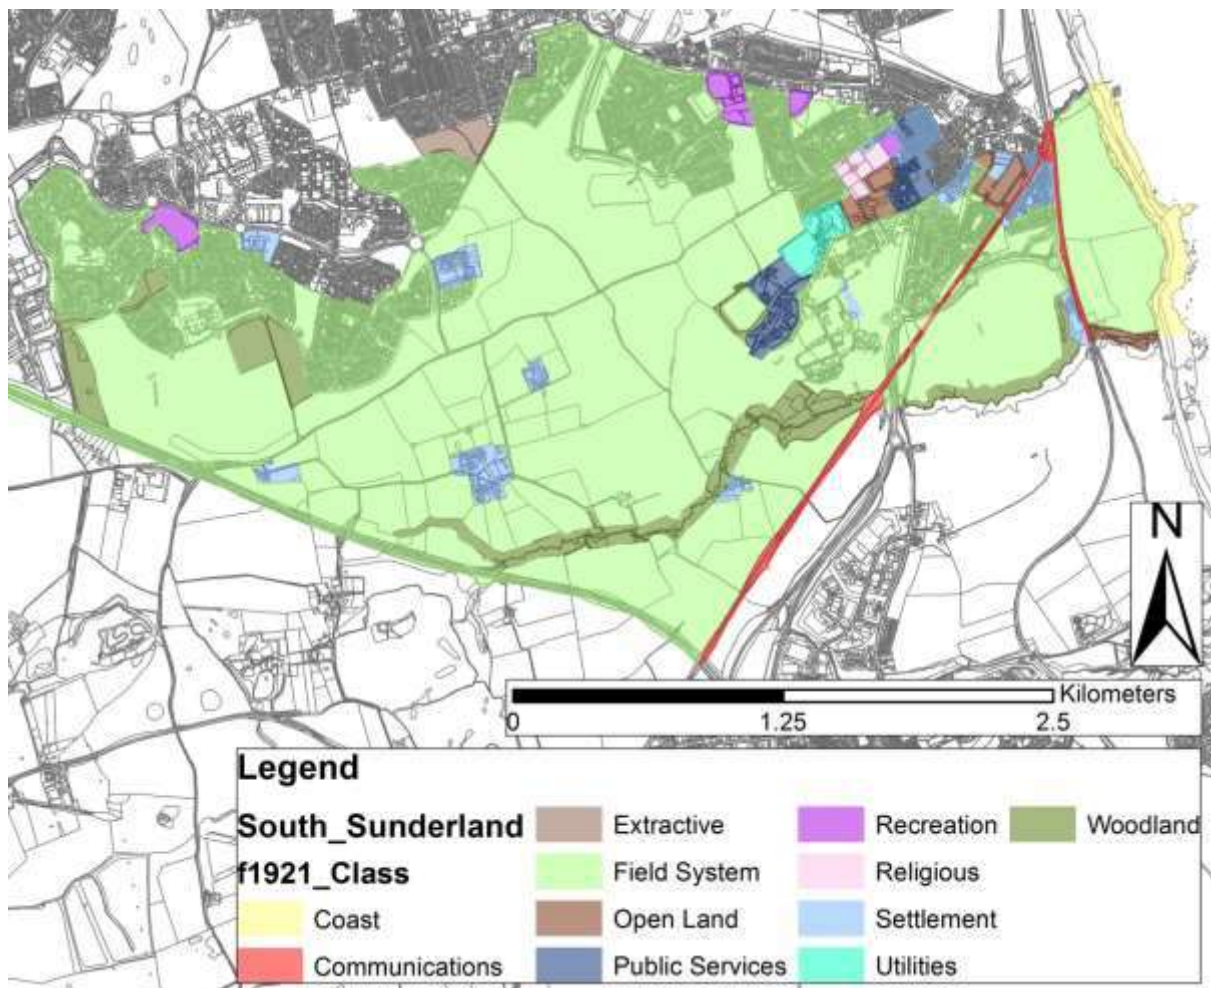 N
Kilometers
0 1.25 2.5
Legend
South_Sunderland
f1921_Class
Coast
Communications
Extractive
Field System
Open Land
Public Services
Recreation
Religious
Settlement
Utilities
Woodland